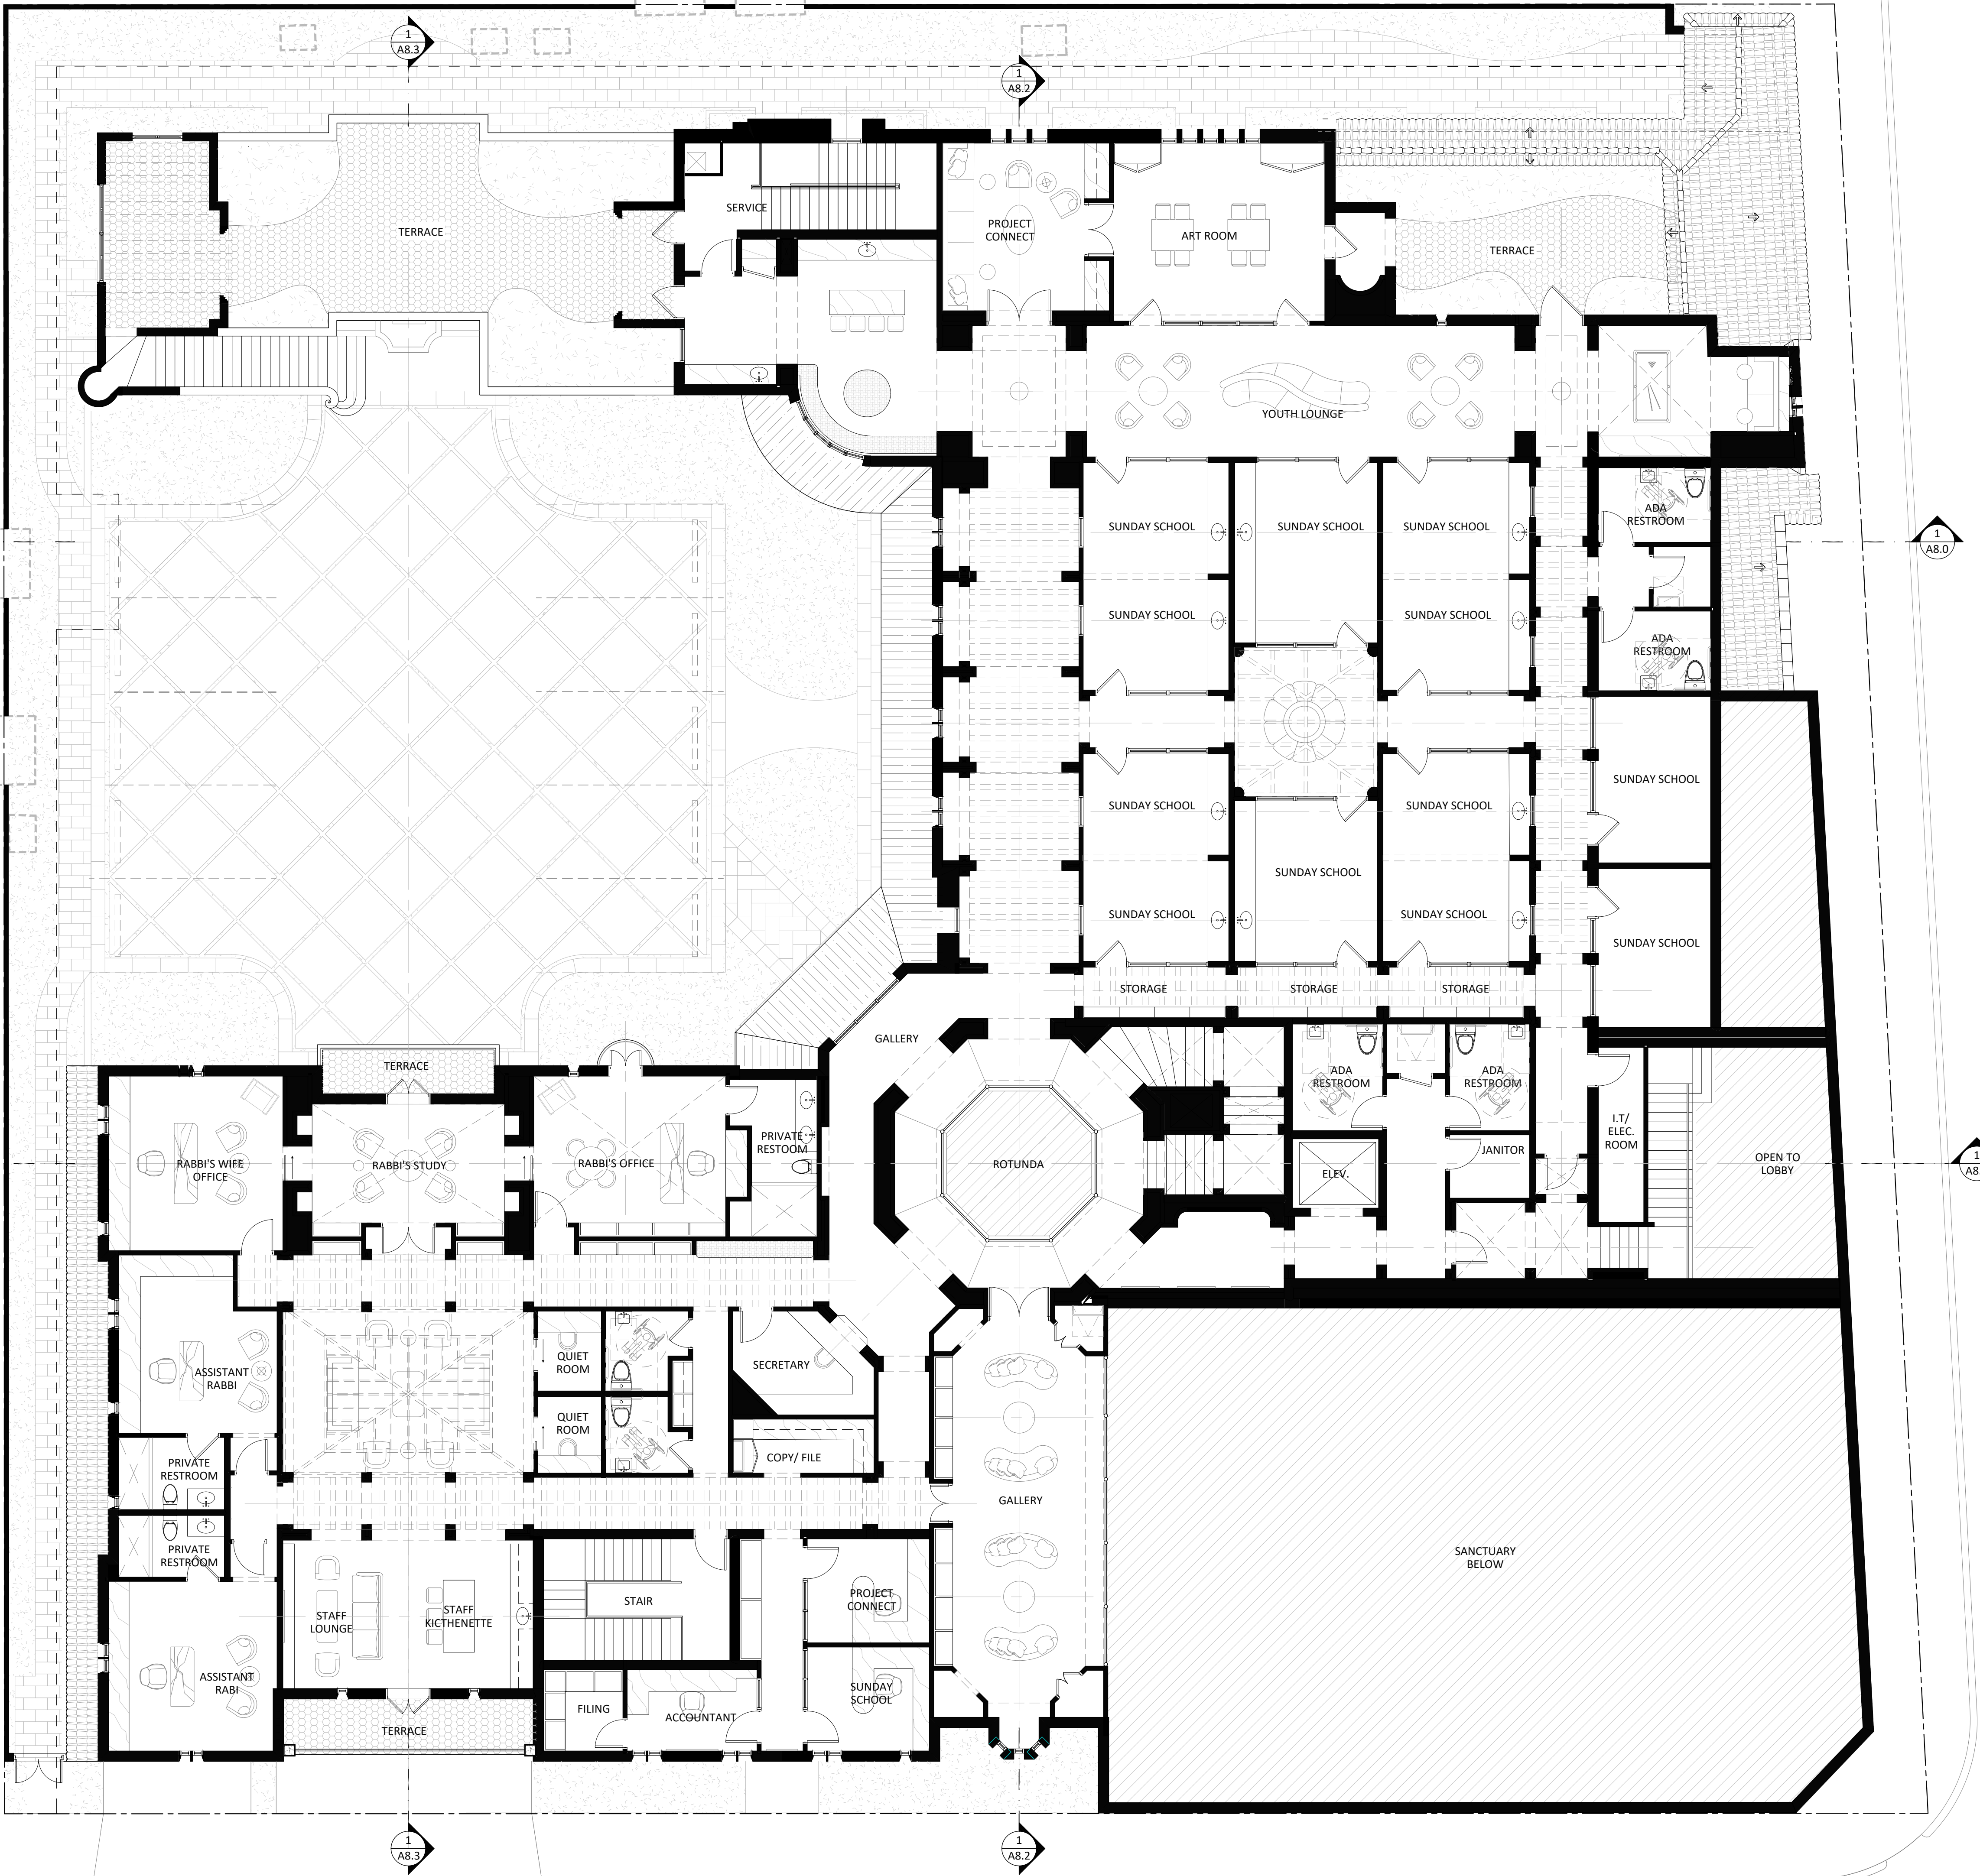 1
A8.3
1
A8.2
SERVICE
TERRACE
PROJECT
CONNECT
ART ROOM
TERRACE
YOUTH LOUNGE
SUNDAY SCHOOL
SUNDAY SCHOOL
SUNDAY SCHOOL
ADA
RESTROOM
1
A8.0
SUNDAY SCHOOL
SUNDAY SCHOOL
ADA
RESTROOM
SUNDAY SCHOOL
SUNDAY SCHOOL
SUNDAY SCHOOL
SUNDAY SCHOOL
SUNDAY SCHOOL
SUNDAY SCHOOL
SUNDAY SCHOOL
SUNDAY SCHOOL
STORAGE
STORAGE
STORAGE
GALLERY
TERRACE
ADA
RESTROOM
ADA
RESTROOM
I.T/
ELEC.
ROOM
PRIVATE
RESTOOM
RABBI'S WIFE
OFFICE
RABBI'S STUDY
RABBI'S OFFICE
ROTUNDA
ELEV.
JANITOR
OPEN TO
LOBBY
1
A8.
ASSISTANT
RABBI
QUIET
ROOM
SECRETARY
QUIET
ROOM
COPY/ FILE
PRIVATE
RESTROOM
GALLERY
PRIVATE
RESTROOM
SANCTUARY
BELOW
STAFF
LOUNGE
STAFF
KICTHENETTE
STAIR
PROJECT
CONNECT
ASSISTANT
RABI
SUNDAY
SCHOOL
FILING
ACCOUNTANT
TERRACE
1
A8.3
1
A8.2